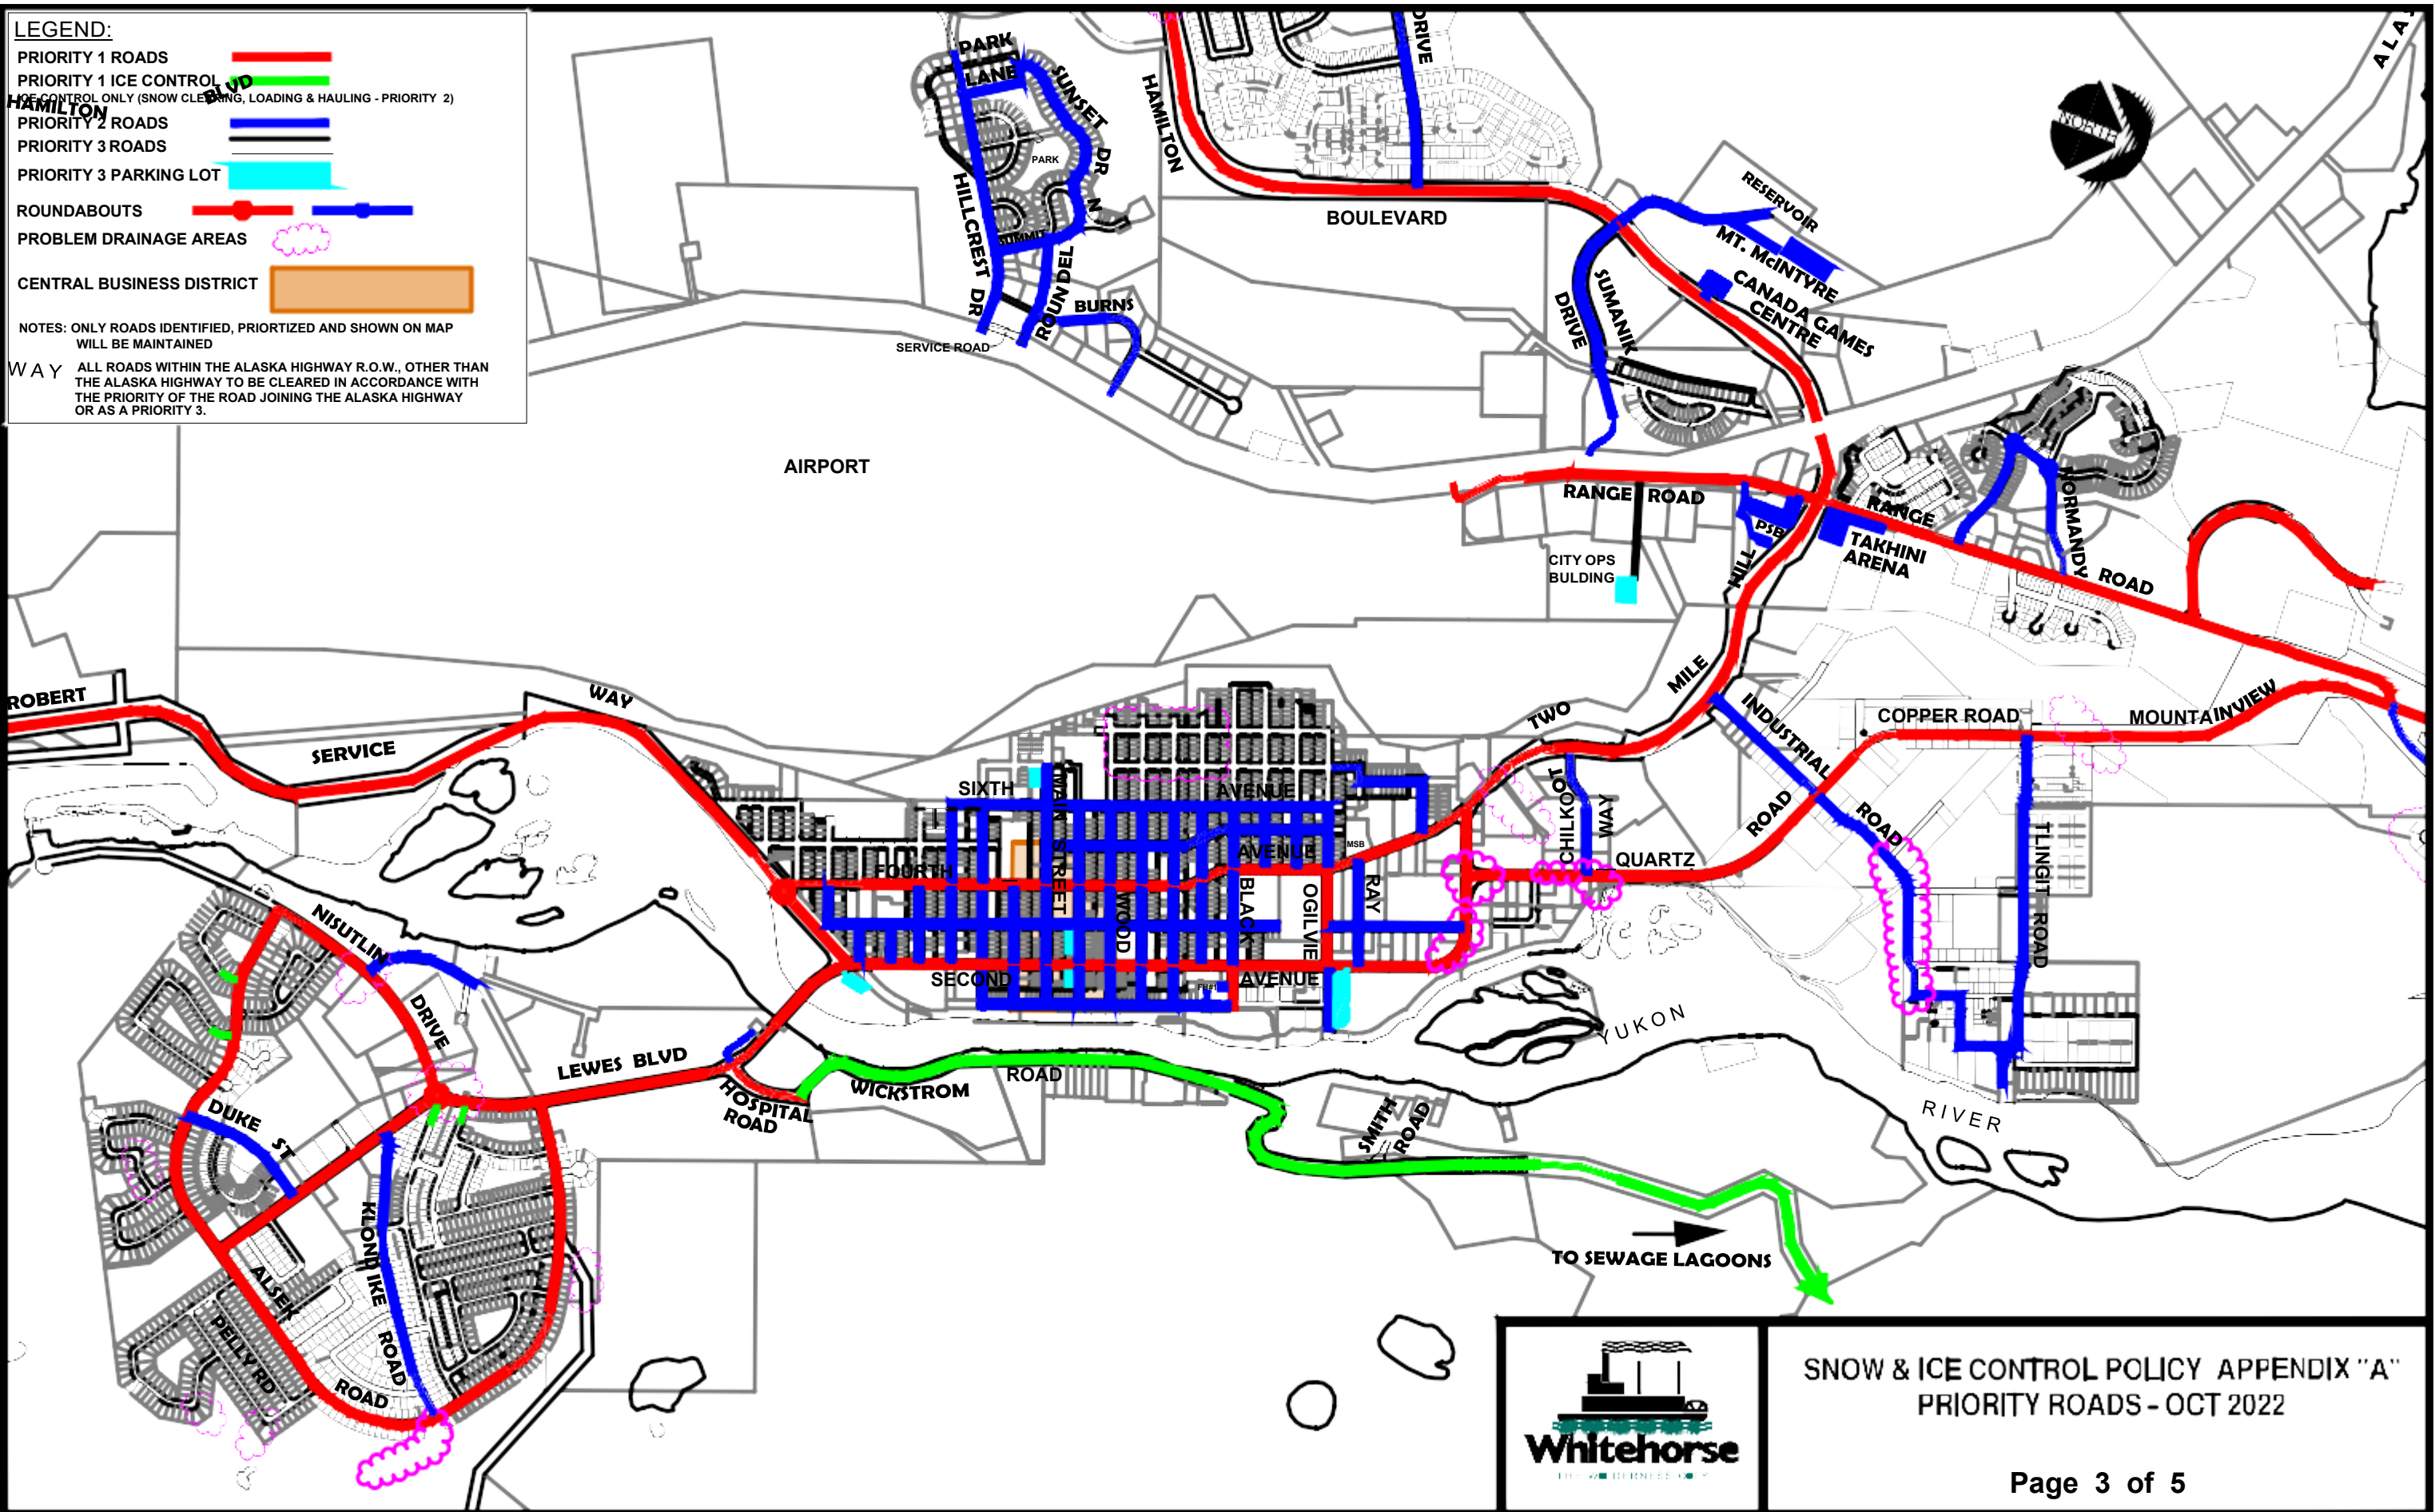 LEGEND:
PRIORITY 1 ROADS
PRIORITY 1 ICE CONTROL
ICE CONTROL ONLY (SNOW CLEARING, LOADING & HAULING - PRIORITY 2)
HAMILTON BLVD
PRIORITY 2 ROADS
PRIORITY 3 ROADS
PRIORITY 3 PARKING LOT
ROUNDABOUTS
PROBLEM DRAINAGE AREAS
CENTRAL BUSINESS DISTRICT
NOTES: ONLY ROADS IDENTIFIED, PRIORTIZED AND SHOWN ON MAP
WILL BE MAINTAINED
WAY
ALL ROADS WITHIN THE ALASKA HIGHWAY R.O.W., OTHER THAN
THE ALASKA HIGHWAY TO BE CLEARED IN ACCORDANCE WITH
THE PRIORITY OF THE ROAD JOINING THE ALASKA HIGHWAY
OR AS A PRIORITY 3.
PARK
LANE
SUNSET
DR
N
PARK
HILLCREST DR
SUMMIT
ROUNDEL
BURNS
SERVICE ROAD
HAMILTON
BOULEVARD
DRIVE
ALAS
NORTH
RESERVOIR
MT. McINTYRE
CANADA GAMES
CENTRE
SUMANIK
DRIVE
AIRPORT
RANGE ROAD
PSB
CITY OPS
BULDING
HILL
RANGE
TAKHINI
ARENA
NORMANDY
ROAD
ROBERT
SERVICE
WAY
TWO
MILE
INDUSTRIAL
ROAD
COPPER ROAD
MOUNTAINVIEW
SIXTH
AVENUE
MAIN STREET
FOURTH
AVENUE
MSB
RAY
BLACK
OGILVIE
WOOD
SECOND
AVENUE
FH#1
CHILKOOT
WAY
QUARTZ
ROAD
TLINGIT ROAD
NISUTLIN
DRIVE
LEWES BLVD
HOSPITAL
ROAD
WICKSTROM
ROAD
YUKON
RIVER
SMITH
ROAD
DUKE ST
KLONDIKE
ROAD
ALSEK
ROAD
PELLY RD
TO SEWAGE LAGOONS
Whitehorse
THE WILDERNESS CITY
SNOW & ICE CONTROL POLICY APPENDIX "A"
PRIORITY ROADS - OCT 2022
Page 3 of 5